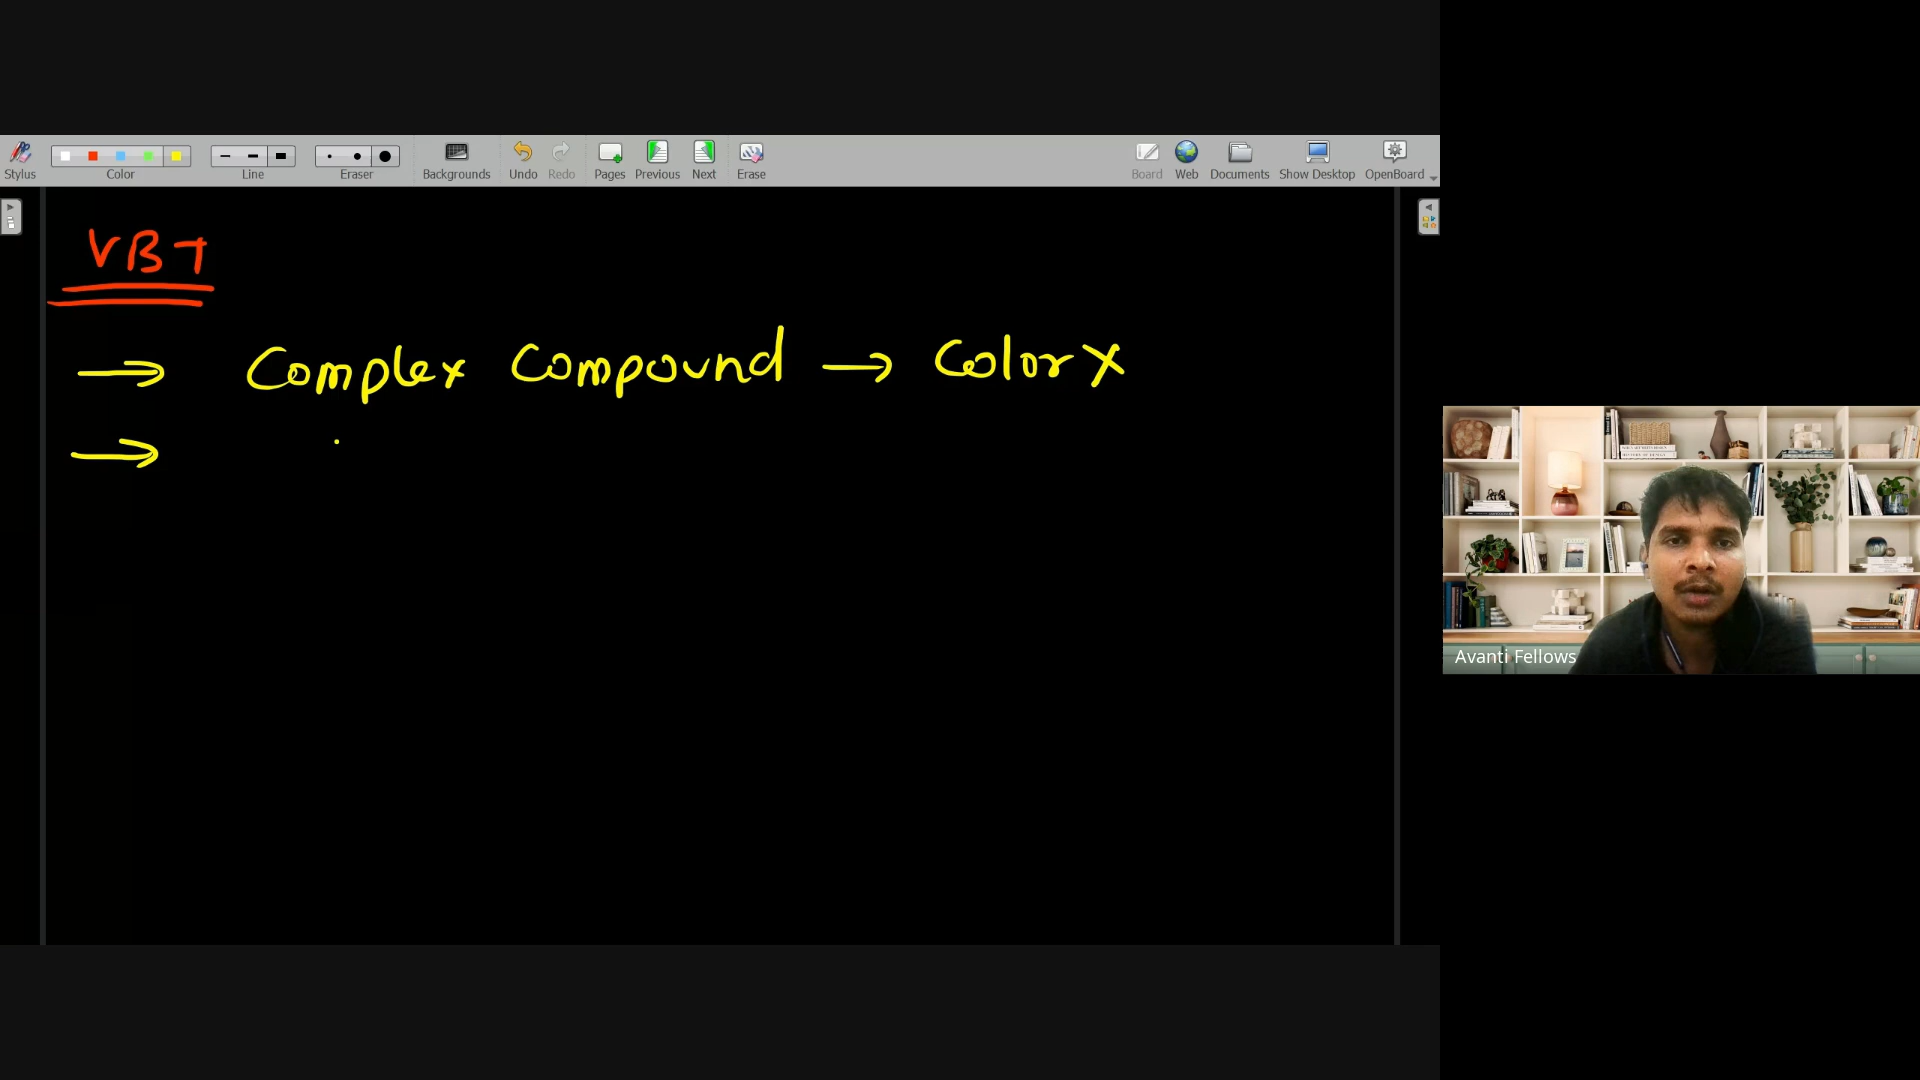 Stylus Color Line Eraser Backgrounds Undo Redo Pages Previous Next Erase Board Web Documents Show Desktop OpenBoard
VBT
→ Complex Compound → Color X
→
Avanti Fellows